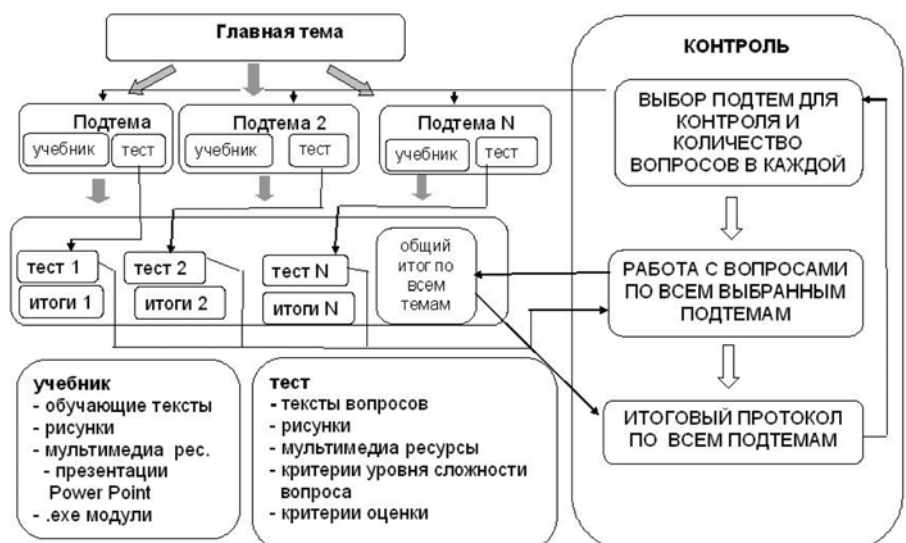 Главная тема
Подтема
учебник
тест
Подтема 2
учебник
тест
Подтема N
учебник
тест
тест 1
итоги 1
тест 2
итоги 2
тест N
итоги N
общий
итог по
всем
темам
учебник
- обучающие тексты
- рисунки
- мультимедиа рес.
- презентации
Power Point
- .exe модули
тест
- тексты вопросов
- рисунки
- мультимедиа ресурсы
- критерии уровня сложности
вопроса
- критерии оценки
КОНТРОЛЬ
ВЫБОР ПОДТЕМ ДЛЯ
КОНТРОЛЯ И
КОЛИЧЕСТВО
ВОПРОСОВ В КАЖДОЙ
РАБОТА С ВОПРОСАМИ
ПО ВСЕМ ВЫБРАННЫМ
ПОДТЕМАМ
ИТОГОВЫЙ ПРОТОКОЛ
ПО ВСЕМ ПОДТЕМАМ